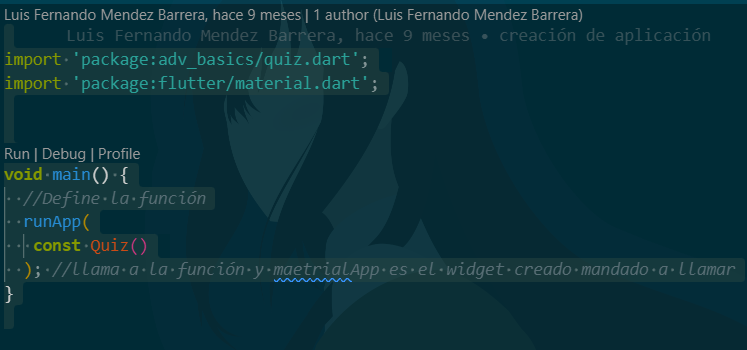 Luis Fernando Mendez Barrera, hace 9 meses | 1 author (Luis Fernando Mendez Barrera)
Luis Fernando Mendez Barrera, hace 9 meses • creación de aplicación
import 'package:adv_basics/quiz.dart';
import 'package:flutter/material.dart';
Run | Debug | Profile
void main() {
//Define la función
runApp(
const Quiz()
); //llama a la función y maetrialApp es el widget creado mandado a llamar
}